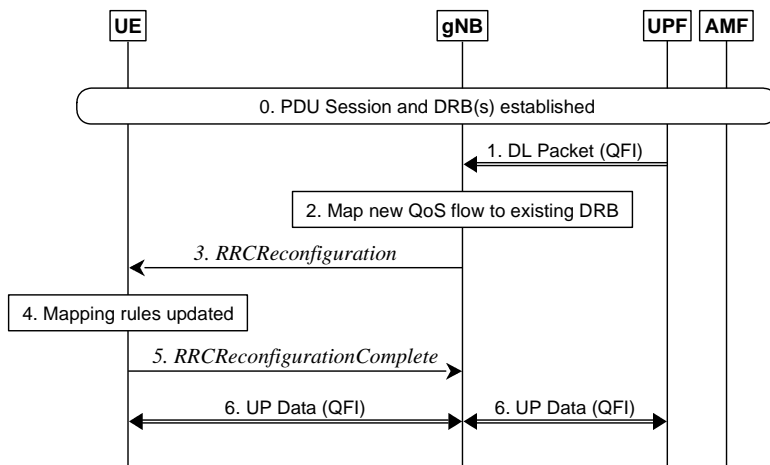 UE gNB UPF AMF
0. PDU Session and DRB(s) established
1. DL Packet (QFI)
2. Map new QoS flow to existing DRB
3. RRCReconfiguration
4. Mapping rules updated
5. RRCReconfigurationComplete
6. UP Data (QFI) 6. UP Data (QFI)